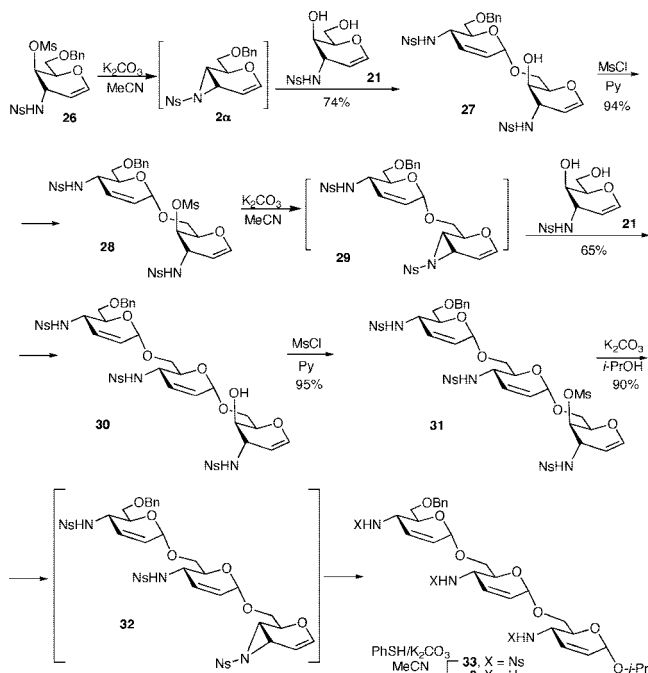 OMs
OBn
O
NsHN
26
K2CO3
MeCN
OBn
O
Ns-N
2α
OH
OH
O
NsHN
21
74%
OBn
NsHN
O
O
OH
O
NsHN
27
MsCl
Py
94%
OBn
NsHN
O
O
OMs
O
NsHN
28
K2CO3
MeCN
OBn
NsHN
O
O
O
Ns-N
29
OH
OH
O
NsHN
21
65%
OBn
NsHN
O
O
NsHN
O
O
OH
O
NsHN
30
MsCl
Py
95%
OBn
NsHN
O
O
NsHN
O
O
OMs
O
NsHN
31
K2CO3
i-PrOH
90%
OBn
NsHN
O
O
NsHN
O
O
O
Ns-N
32
OBn
XHN
O
O
XHN
O
O
XHN
O
O-i-Pr
PhSH/K2CO3
MeCN
33, X = Ns